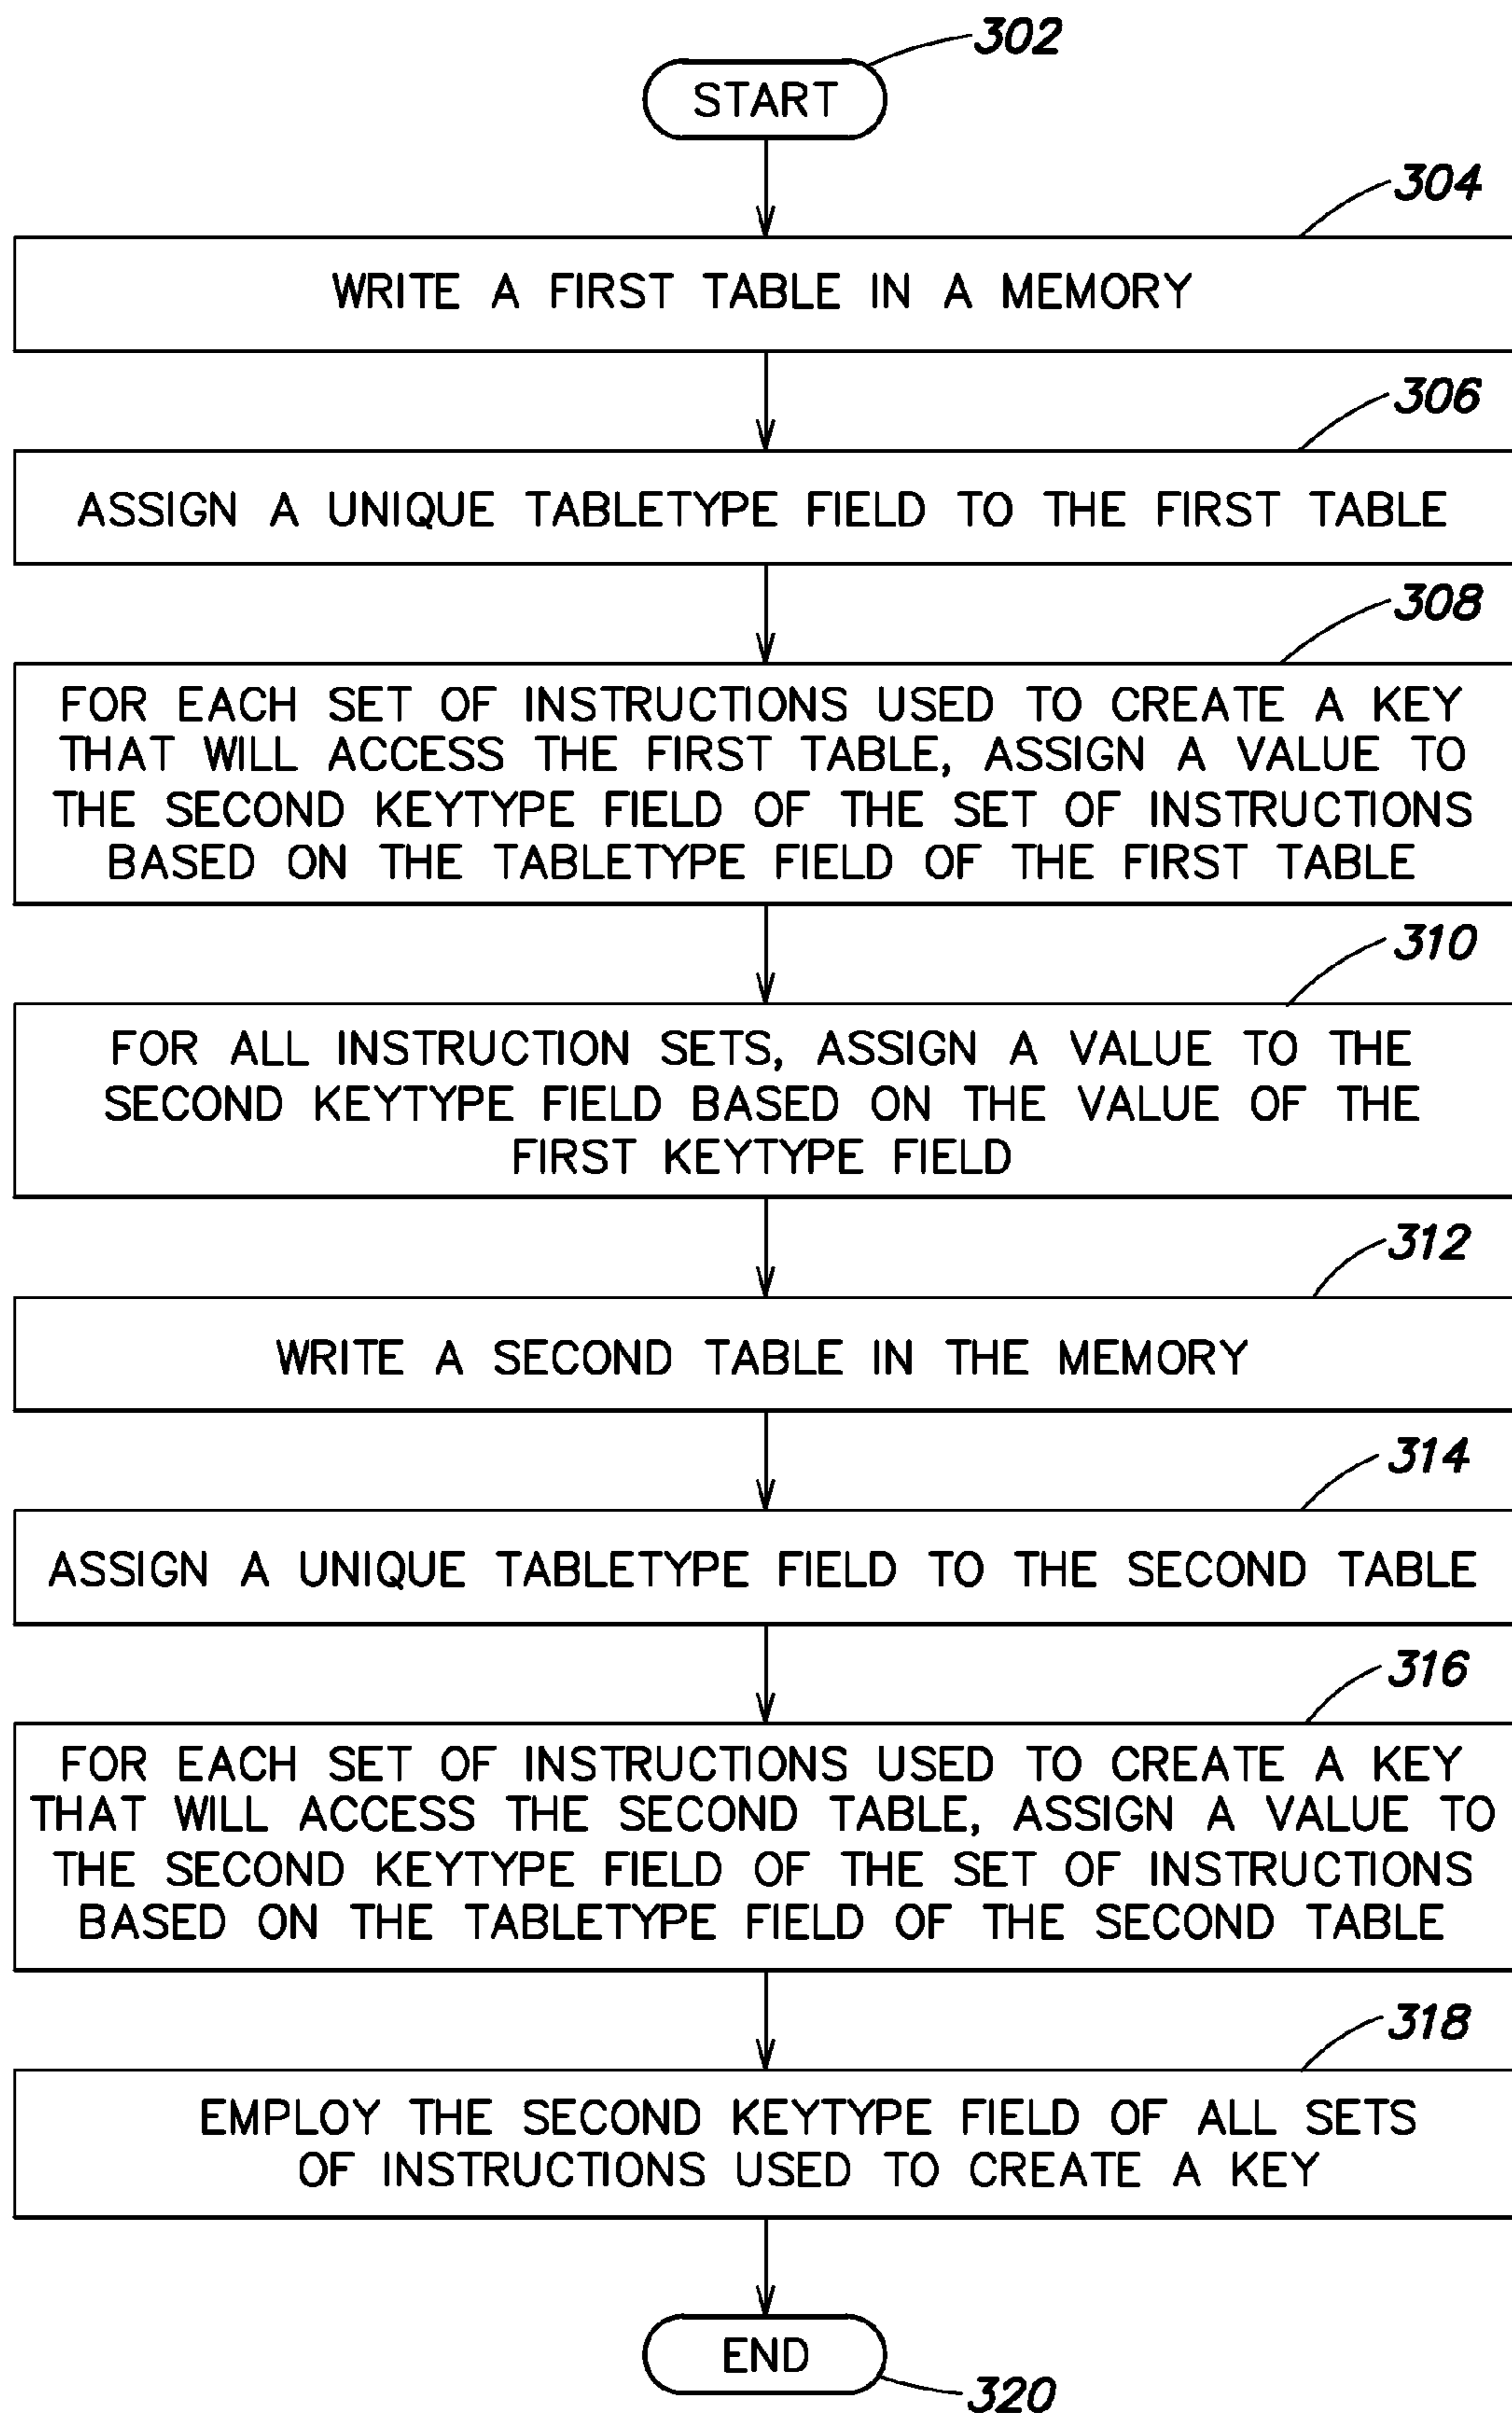 302
START
304
WRITE A FIRST TABLE IN A MEMORY
306
ASSIGN A UNIQUE TABLETYPE FIELD TO THE FIRST TABLE
308
FOR EACH SET OF INSTRUCTIONS USED TO CREATE A KEY
THAT WILL ACCESS THE FIRST TABLE, ASSIGN A VALUE TO
THE SECOND KEYTYPE FIELD OF THE SET OF INSTRUCTIONS
BASED ON THE TABLETYPE FIELD OF THE FIRST TABLE
310
FOR ALL INSTRUCTION SETS, ASSIGN A VALUE TO THE
SECOND KEYTYPE FIELD BASED ON THE VALUE OF THE
FIRST KEYTYPE FIELD
312
WRITE A SECOND TABLE IN THE MEMORY
314
ASSIGN A UNIQUE TABLETYPE FIELD TO THE SECOND TABLE
316
FOR EACH SET OF INSTRUCTIONS USED TO CREATE A KEY
THAT WILL ACCESS THE SECOND TABLE, ASSIGN A VALUE TO
THE SECOND KEYTYPE FIELD OF THE SET OF INSTRUCTIONS
BASED ON THE TABLETYPE FIELD OF THE SECOND TABLE
318
EMPLOY THE SECOND KEYTYPE FIELD OF ALL SETS
OF INSTRUCTIONS USED TO CREATE A KEY
END
320